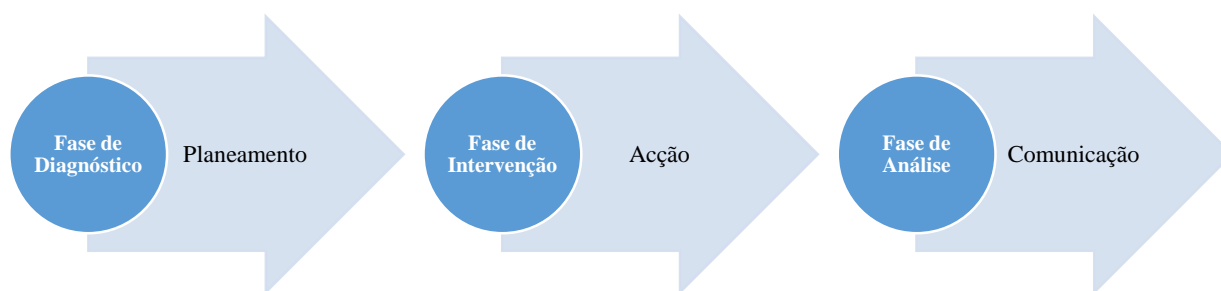 Fase de
Diagnóstico
Planeamento
Fase de
Intervenção
Acção
Fase de
Análise
Comunicação